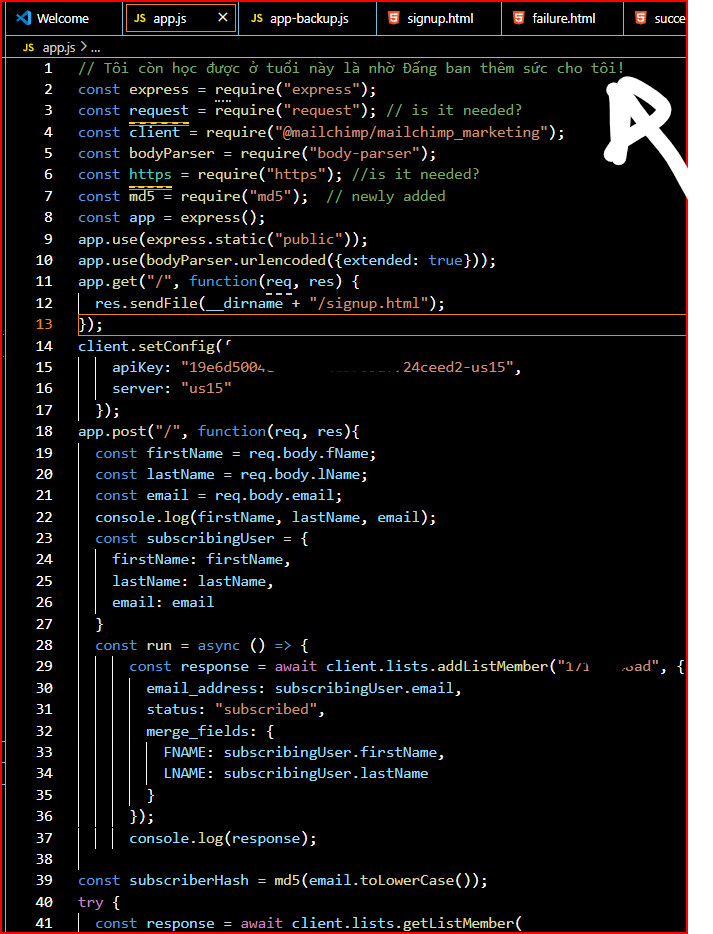 Welcome
JS app.js ×
JS app-backup.js
signup.html
failure.html
succe
JS app.js > ...
1 // Tôi còn học được ở tuổi này là nhờ Đấng ban thêm sức cho tôi!
2 const express = require("express");
3 const request = require("request"); // is it needed?
4 const client = require("@mailchimp/mailchimp_marketing");
5 const bodyParser = require("body-parser");
6 const https = require("https"); //is it needed?
7 const md5 = require("md5"); // newly added
8 const app = express();
9 app.use(express.static("public"));
10 app.use(bodyParser.urlencoded({extended: true}));
11 app.get("/", function(req, res) {
12 res.sendFile(__dirname + "/signup.html");
13 });
14 client.setConfig({
15 apiKey: "19e6d5004 24ceed2-us15",
16 server: "us15"
17 });
18 app.post("/", function(req, res){
19 const firstName = req.body.fName;
20 const lastName = req.body.lName;
21 const email = req.body.email;
22 console.log(firstName, lastName, email);
23 const subscribingUser = {
24 firstName: firstName,
25 lastName: lastName,
26 email: email
27 }
28 const run = async () => {
29 const response = await client.lists.addListMember("171 ad", {
30 email_address: subscribingUser.email,
31 status: "subscribed",
32 merge_fields: {
33 FNAME: subscribingUser.firstName,
34 LNAME: subscribingUser.lastName
35 }
36 });
37 console.log(response);
38
39 const subscriberHash = md5(email.toLowerCase());
40 try {
41 const response = await client.lists.getListMember(